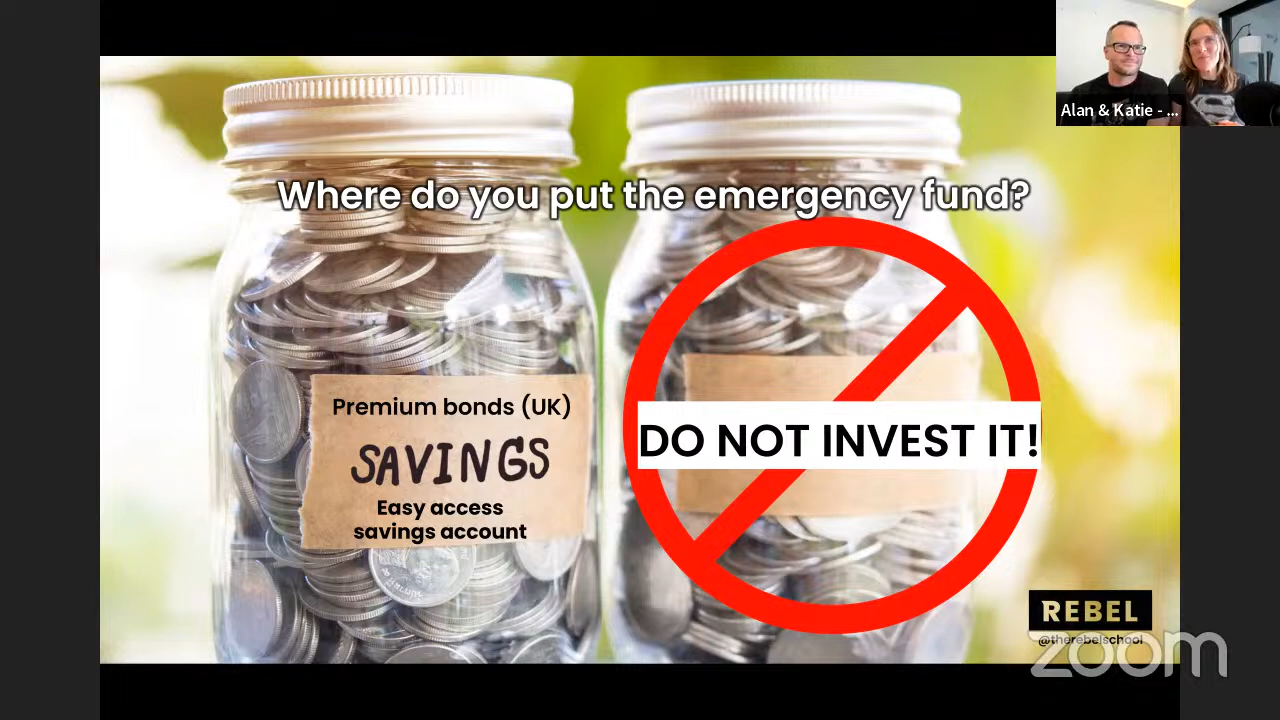 Alan & Katie - ...
Where do you put the emergency fund?
Premium bonds (UK)
SAVINGS
Easy access
savings account
DO NOT INVEST IT!
REBEL
@therebelschool
zoom